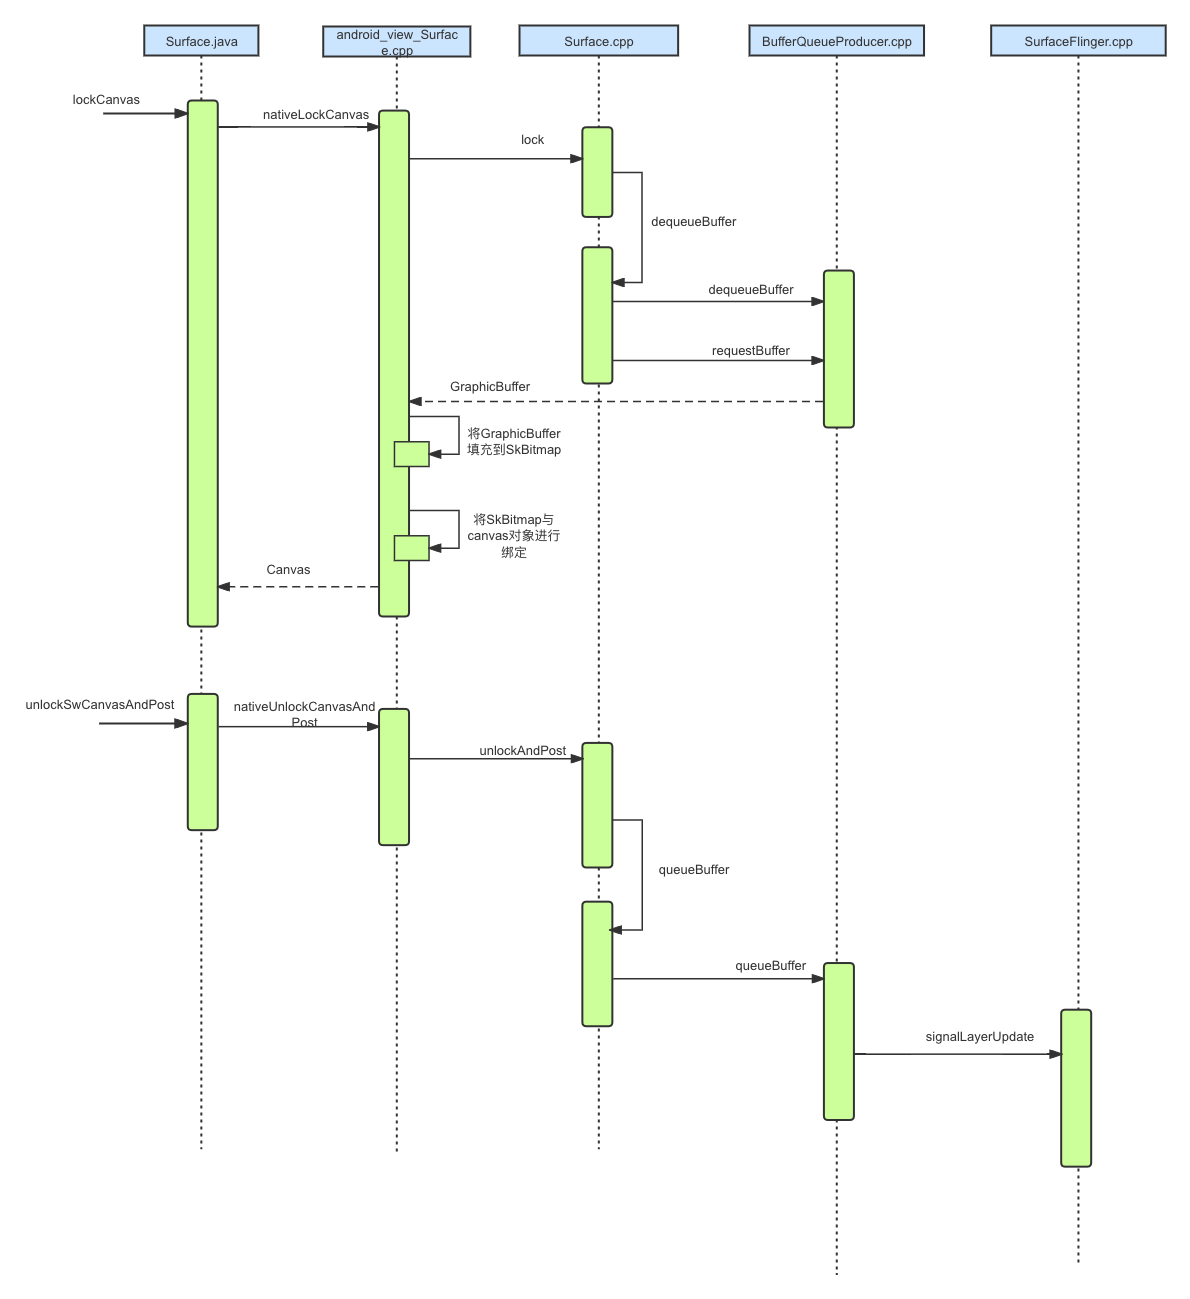 Surface.java
android_view_Surfac
e.cpp
Surface.cpp
BufferQueueProducer.cpp
SurfaceFlinger.cpp
lockCanvas
nativeLockCanvas
lock
dequeueBuffer
dequeueBuffer
requestBuffer
GraphicBuffer
将GraphicBuffer
填充到SkBitmap
将SkBitmap与
canvas对象进行
绑定
Canvas
unlockSwCanvasAndPost
nativeUnlockCanvasAnd
Post
unlockAndPost
queueBuffer
queueBuffer
signalLayerUpdate